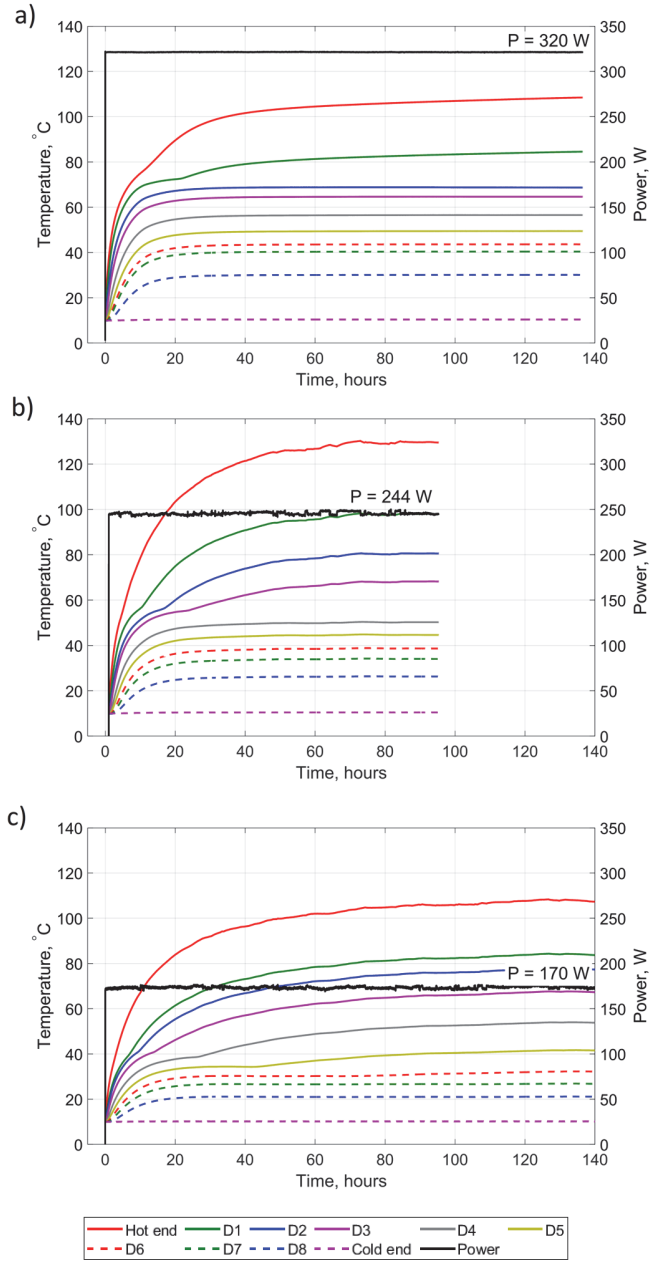 a)
P = 320 W
140
120
100
80
60
40
20
0
Temperature, °C
350
300
250
200
150
100
50
0
Power, W
0 20 40 60 80 100 120 140
Time, hours
b)
P = 244 W
140
120
100
80
60
40
20
0
Temperature, °C
350
300
250
200
150
100
50
0
Power, W
0 20 40 60 80 100 120 140
Time, hours
c)
P = 170 W
140
120
100
80
60
40
20
0
Temperature, °C
350
300
250
200
150
100
50
0
Power, W
0 20 40 60 80 100 120 140
Time, hours
Hot end D1 D2 D3 D4 D5
D6 D7 D8 Cold end Power